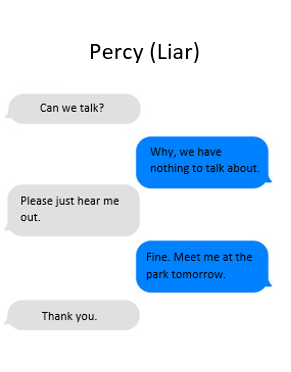 Percy (Liar)
Can we talk?
Why, we have
nothing to talk about.
Please just hear me
out.
Fine. Meet me at the
park tomorrow.
Thank you.